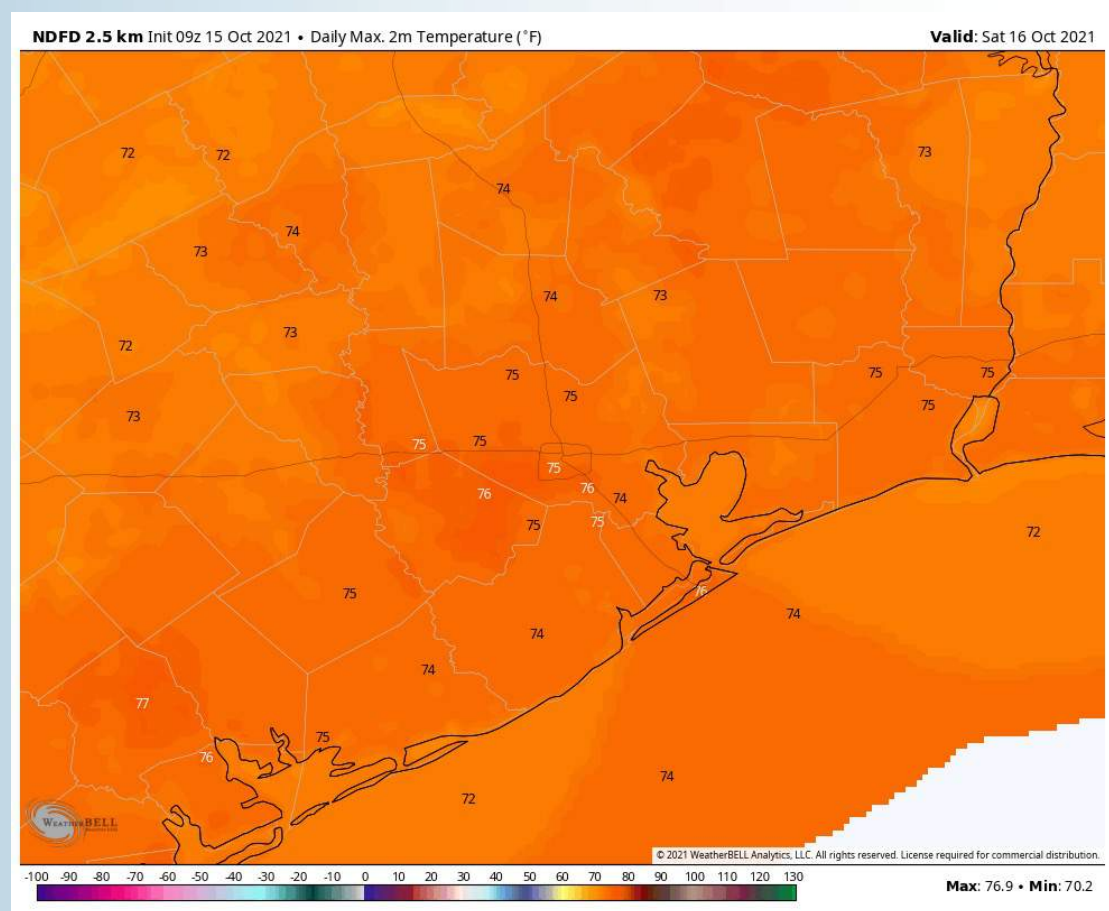 NDFD 2.5 km Init 09z 15 Oct 2021 • Daily Max. 2m Temperature (˚F) Valid: Sat 16 Oct 2021
72 72 73
74
74
73
74 73
73
72
75 75 75
75 75
73
75 75
75
76 76 74
75 75
72
75 76
74
74
74
77
75
76
74
72
WEATHERBELL
© 2021 WeatherBELL Analytics, LLC. All rights reserved. License required for commercial distribution.
-100 -90 -80 -70 -60 -50 -40 -30 -20 -10 0 10 20 30 40 50 60 70 80 90 100 110 120 130
Max: 76.9 • Min: 70.2